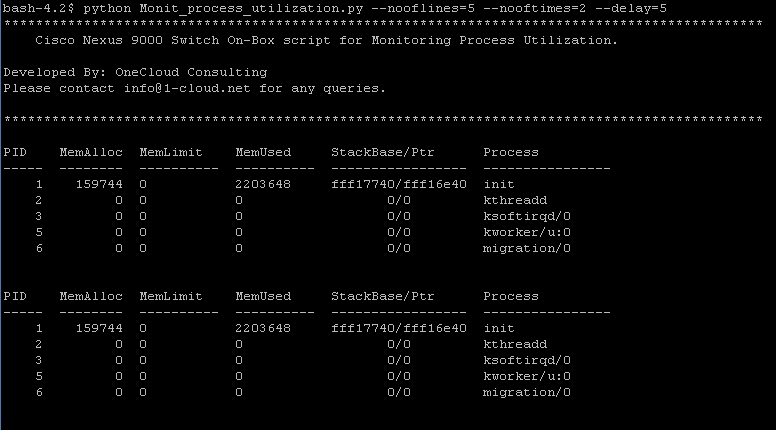 bash-4.2$ python Monit_process_utilization.py --nooflines=5 --nooftimes=2 --delay=5
***********************************************************************************************
    Cisco Nexus 9000 Switch On-Box script for Monitoring Process Utilization.
Developed By: OneCloud Consulting
Please contact info@1-cloud.net for any queries.
***********************************************************************************************
PID    MemAlloc  MemLimit    MemUsed     StackBase/Ptr      Process
-----  --------  ----------  ----------  -----------------  ----------------
    1    159744  0           2203648     fff17740/fff16e40  init
    2         0  0           0                  0/0         kthreadd
    3         0  0           0                  0/0         ksoftirqd/0
    5         0  0           0                  0/0         kworker/u:0
    6         0  0           0                  0/0         migration/0
PID    MemAlloc  MemLimit    MemUsed     StackBase/Ptr      Process
-----  --------  ----------  ----------  -----------------  ----------------
    1    159744  0           2203648     fff17740/fff16e40  init
    2         0  0           0                  0/0         kthreadd
    3         0  0           0                  0/0         ksoftirqd/0
    5         0  0           0                  0/0         kworker/u:0
    6         0  0           0                  0/0         migration/0